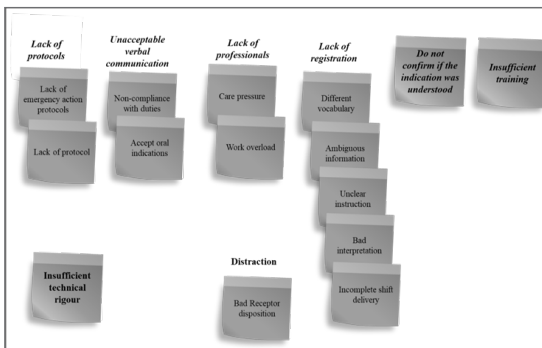 Lack of
protocols
Lack of
emergency action
protocols
Lack of protocol
Unacceptable
verbal
communication
Non-compliance
with duties
Accept oral
indications
Lack of
professionals
Care pressure
Work overload
Lack of
registration
Different
vocabulary
Ambiguous
information
Unclear
instruction
Bad
interpretation
Incomplete shift
delivery
Do not
confirm if the
indication was
understood
Insufficient
training
Insufficient
technical
rigour
Distraction
Bad Receptor
disposition